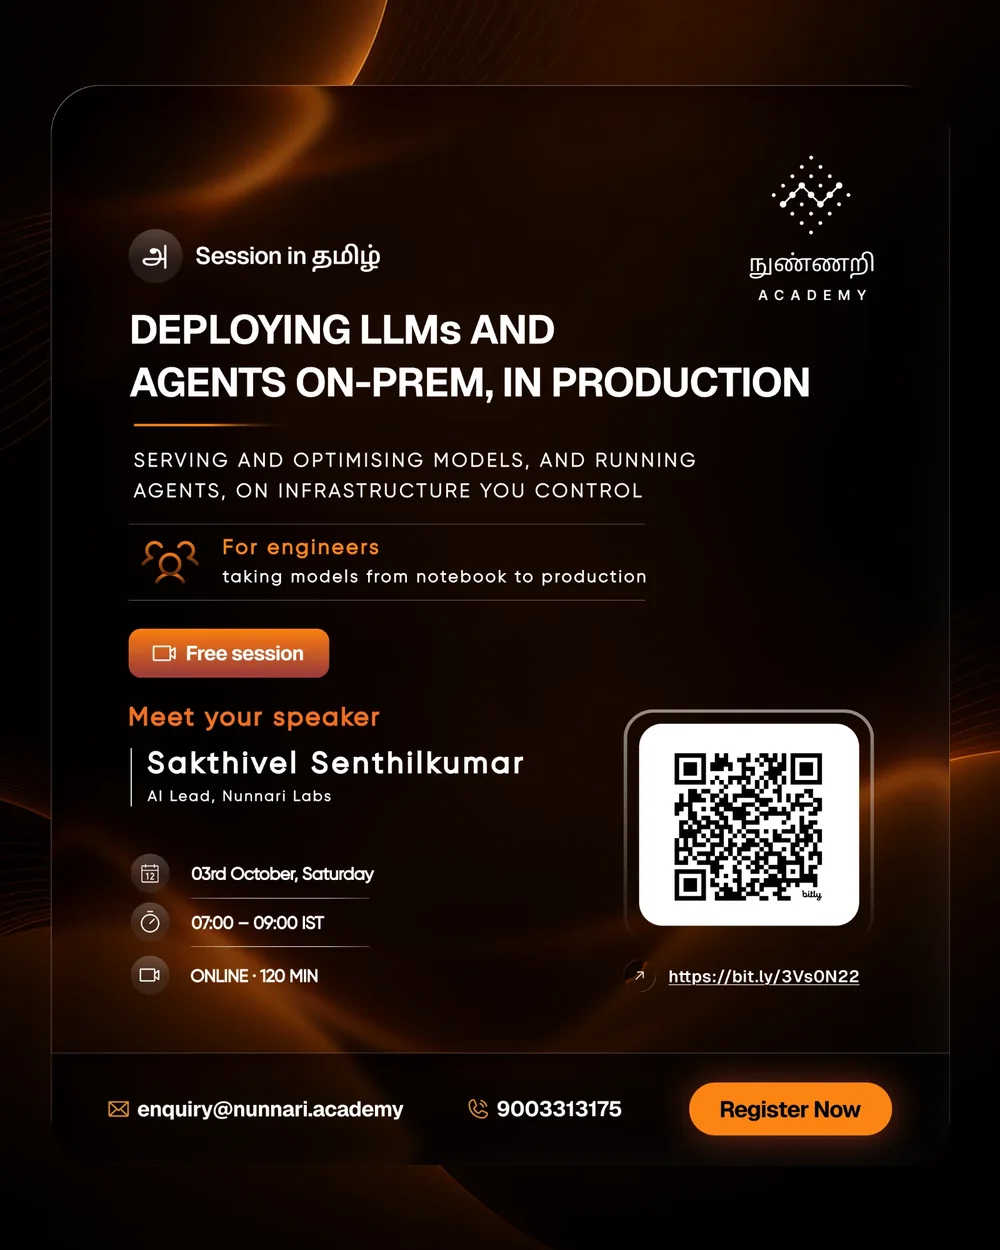 அ
Session in தமிழ்
நுண்ணறி
ACADEMY
DEPLOYING LLMs AND
AGENTS ON-PREM, IN PRODUCTION
SERVING AND OPTIMISING MODELS, AND RUNNING
AGENTS, ON INFRASTRUCTURE YOU CONTROL
For engineers
taking models from notebook to production
Free session
Meet your speaker
Sakthivel Senthilkumar
AI Lead, Nunnari Labs
12
03rd October, Saturday
07:00 – 09:00 IST
ONLINE · 120 MIN
bitly
https://bit.ly/3Vs0N22
enquiry@nunnari.academy
9003313175
Register Now